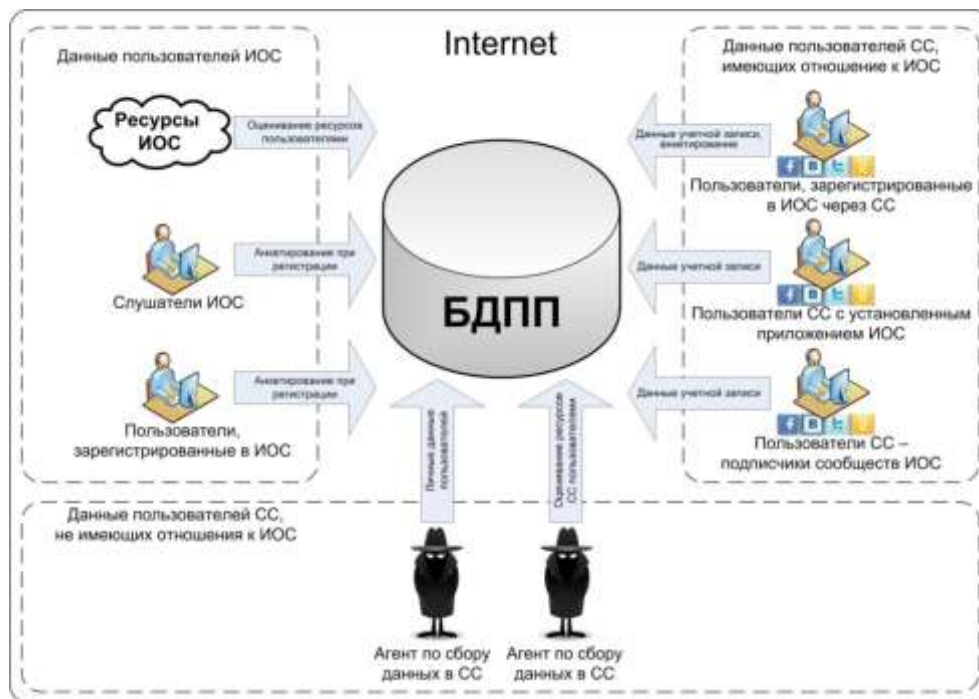 Internet
Данные пользователей ИОС
Ресурсы
ИОС
Оценивание ресурсов
пользователями
Слушатели ИОС
Анкетирование при
регистрации
Пользователи,
зарегистрированные в ИОС
Анкетирование при
регистрации
БДПП
Данные пользователей СС,
имеющих отношение к ИОС
Данные учетной записи,
анкетирование
Пользователи, зарегистрированные
в ИОС через СС
Данные учетной записи
Пользователи СС с установленным
приложением ИОС
Данные учетной записи
Пользователи СС –
подписчики сообществ ИОС
Личные данные
пользователей
Оценивание ресурсов
СС пользователями
Данные пользователей СС,
не имеющих отношения к ИОС
Агент по сбору
данных в СС
Агент по сбору
данных в СС